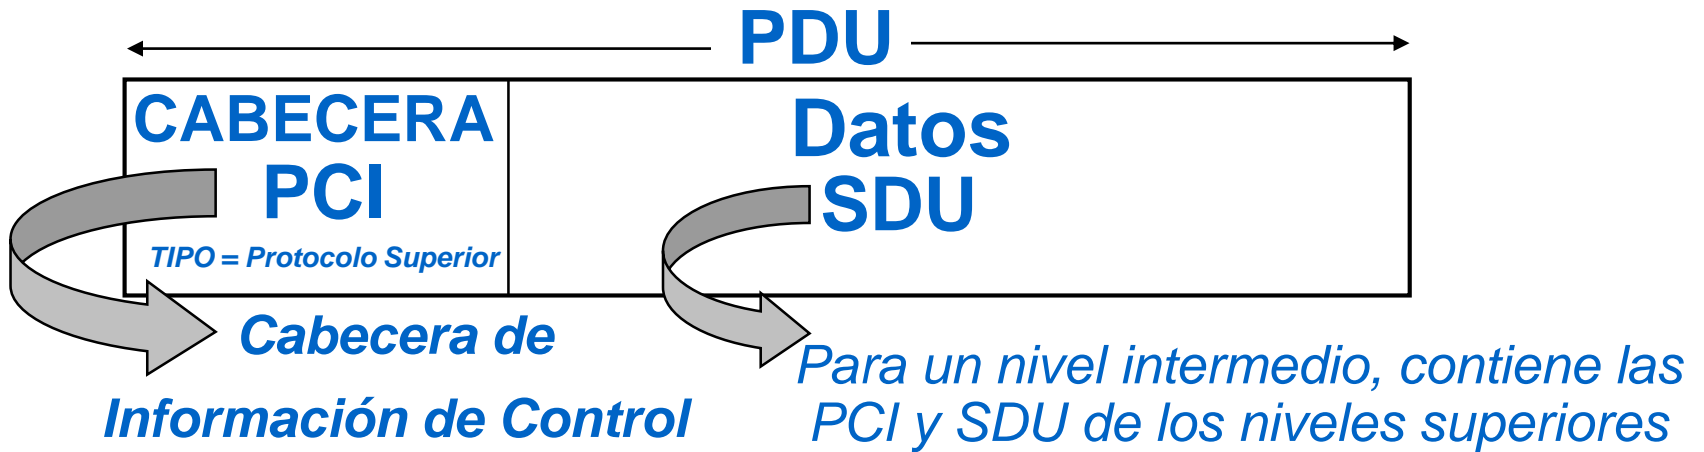 PDU
CABECERA
PCI
TIPO = Protocolo Superior
Datos
SDU
Cabecera de
Información de Control
Para un nivel intermedio, contiene las
PCI y SDU de los niveles superiores